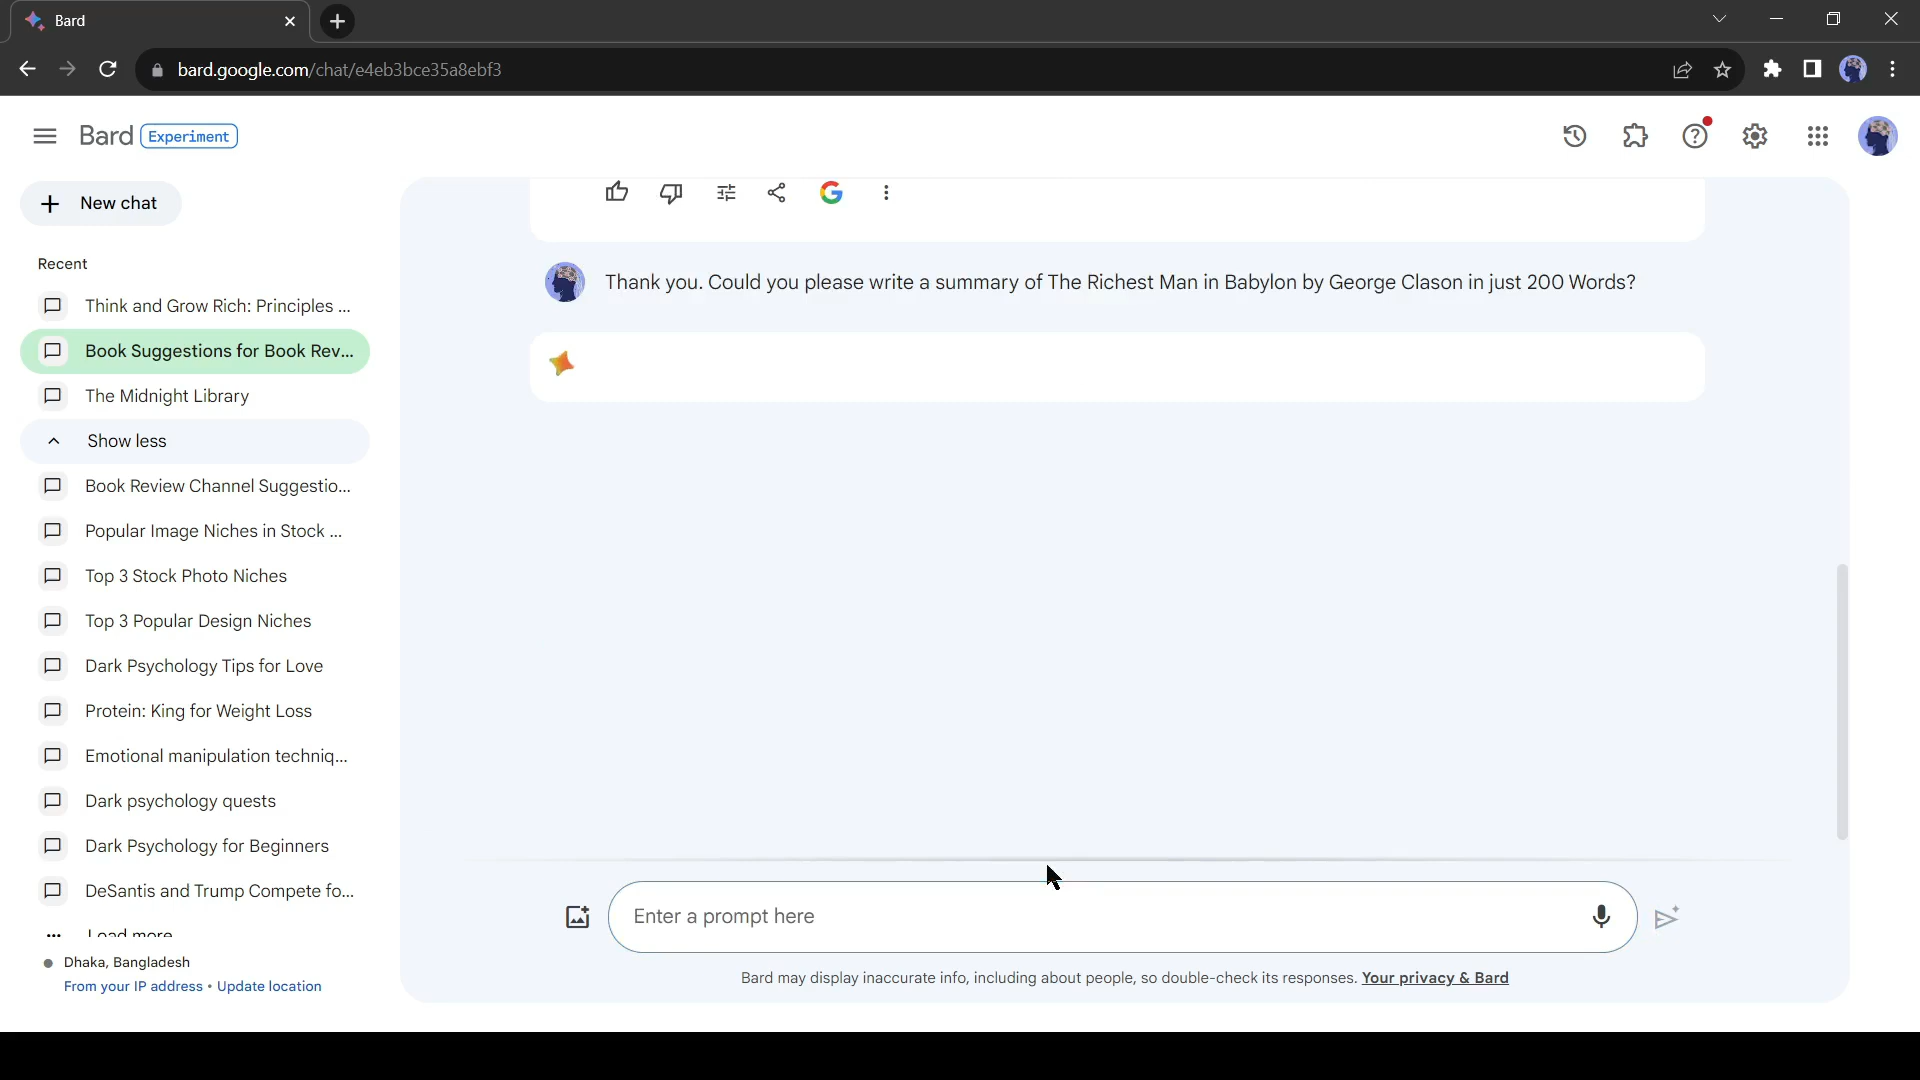 Bard
bard.google.com/chat/e4eb3bce35a8ebf3
Bard Experiment
New chat
Recent
Think and Grow Rich: Principles ...
Book Suggestions for Book Rev...
The Midnight Library
Show less
Book Review Channel Suggestio...
Popular Image Niches in Stock ...
Top 3 Stock Photo Niches
Top 3 Popular Design Niches
Dark Psychology Tips for Love
Protein: King for Weight Loss
Emotional manipulation techniq...
Dark psychology quests
Dark Psychology for Beginners
DeSantis and Trump Compete fo...
Load more
Dhaka, Bangladesh
From your IP address • Update location
Thank you. Could you please write a summary of The Richest Man in Babylon by George Clason in just 200 Words?
Enter a prompt here
Bard may display inaccurate info, including about people, so double-check its responses. Your privacy & Bard